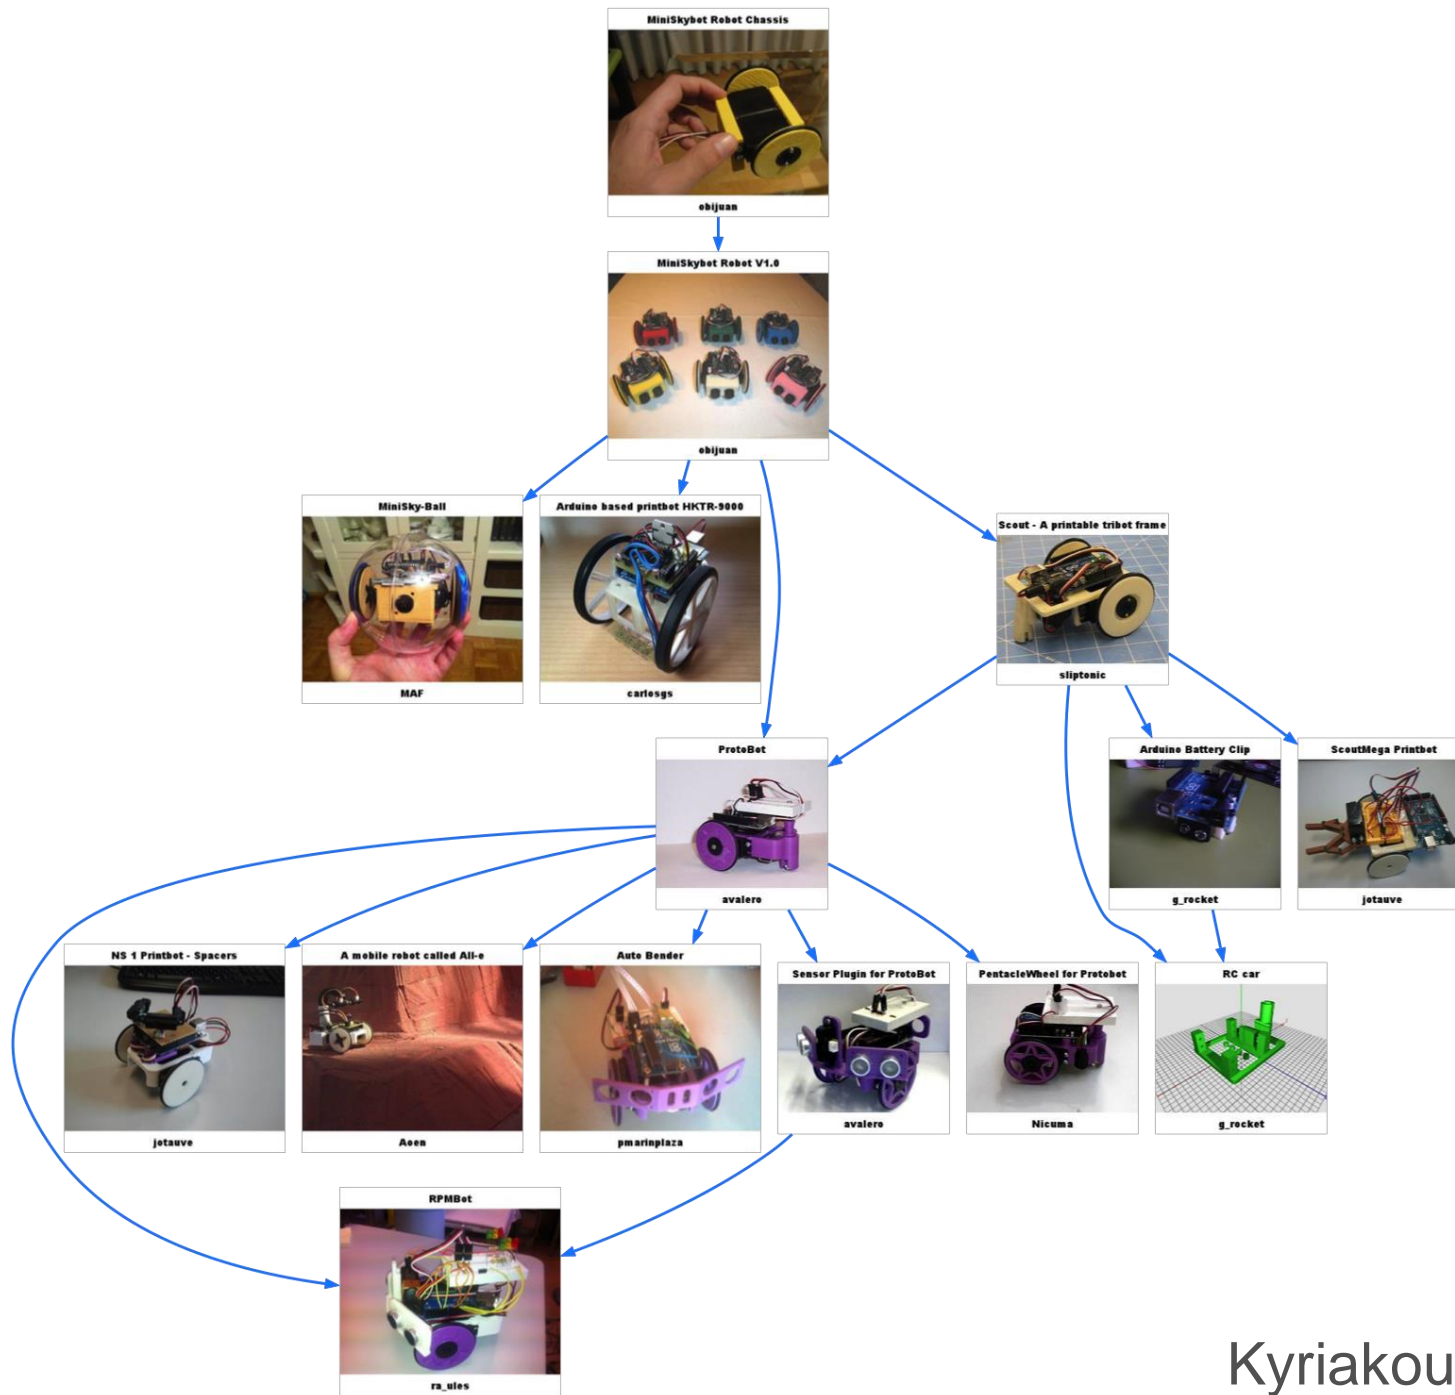 MiniSkybot Robot Chassis
obijuan
MiniSkybot Robot V1.0
obijuan
MiniSky-Ball
MAF
Arduino based printbot HKTR-9000
carlosgs
Scout - A printable tribot frame
sliptonic
ProtoBot
avalero
Arduino Battery Clip
g_rocket
ScoutMega Printbot
jotauve
NS 1 Printbot - Spacers
jotauve
A mobile robot called All-e
Aoen
Auto Bender
pmarinplaza
Sensor Plugin for ProtoBot
avalero
PentacleWheel for Protobot
Nicuma
RC car
g_rocket
RPMBot
ra_ules
Kyriakou